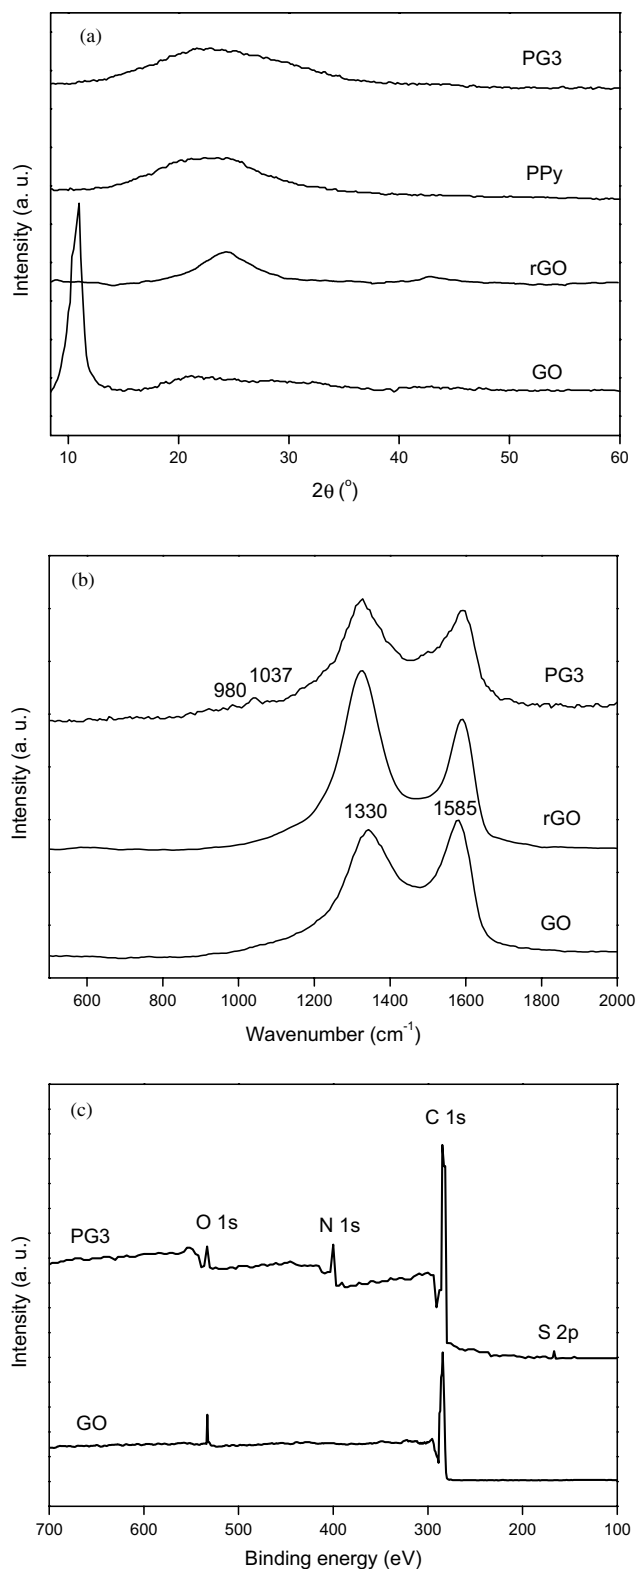 (a)
PG3
PPy
rGO
GO
Intensity (a. u.)
10 20 30 40 50 60
2θ (°)
(b)
980 1037
PG3
1330 1585
rGO
GO
Intensity (a. u.)
600 800 1000 1200 1400 1600 1800 2000
Wavenumber (cm⁻¹)
(c)
C 1s
O 1s N 1s
PG3
S 2p
GO
Intensity (a. u.)
700 600 500 400 300 200 100
Binding energy (eV)